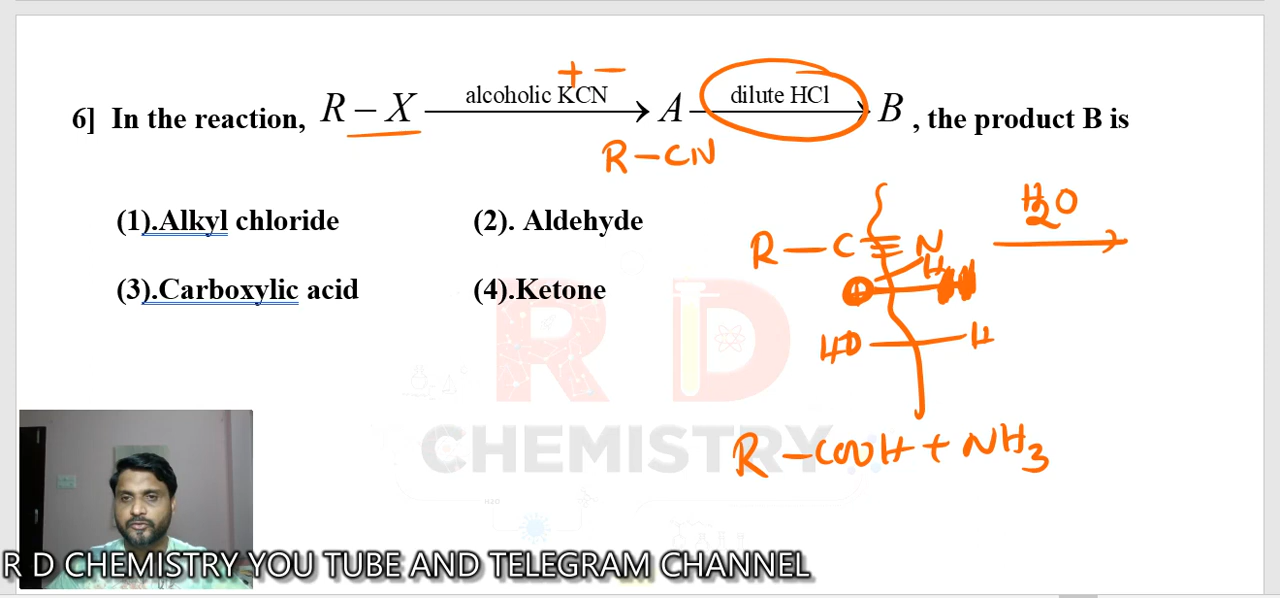 6] In the reaction, R – X alcoholic KCN A dilute HCl B , the product B is
+ −
R – CN
(1).Alkyl chloride (2). Aldehyde
(3).Carboxylic acid (4).Ketone
R – C ≡ N H2O
H
HO H
R – COOH + NH3
R D
CHEMISTRY
H2O
R D CHEMISTRY YOU TUBE AND TELEGRAM CHANNEL